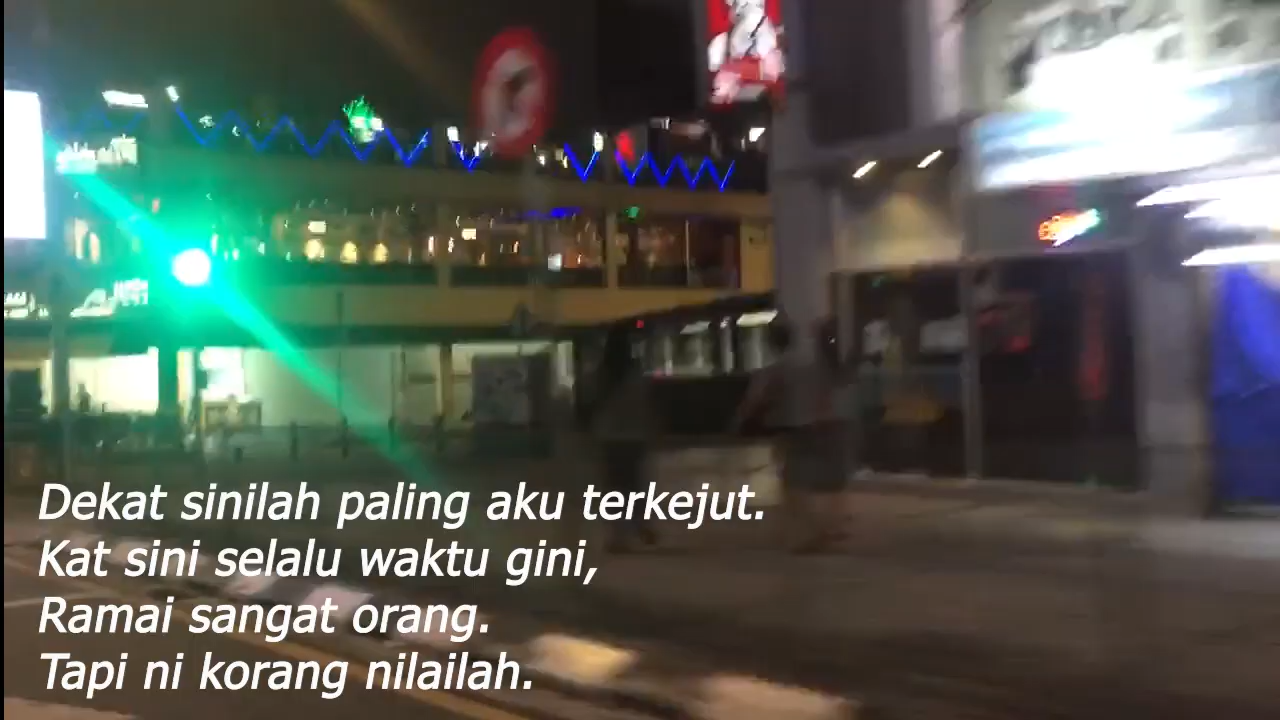 Dekat sinilah paling aku terkejut.
Kat sini selalu waktu gini,
Ramai sangat orang.
Tapi ni korang nilailah.